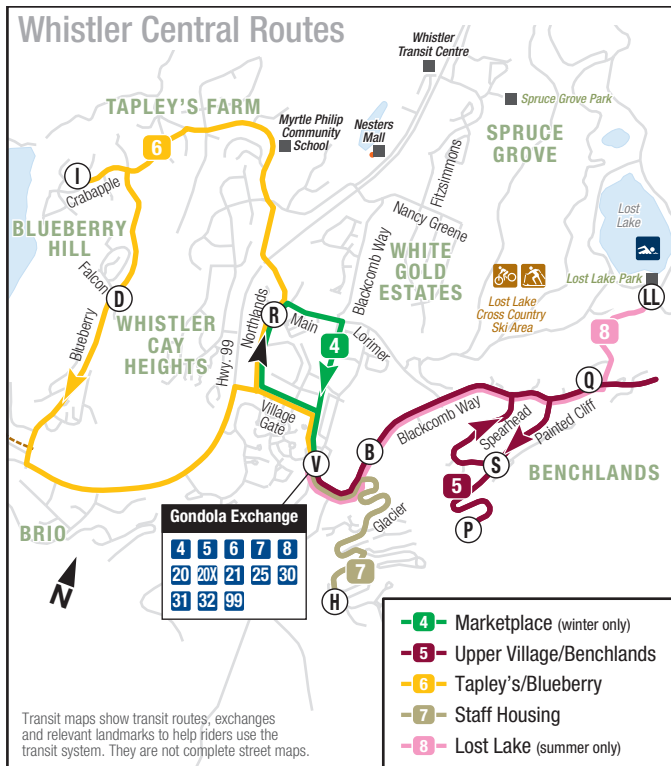 Whistler Central Routes
Whistler
Transit Centre
TAPLEY'S FARM
Spruce Grove Park
Myrtle Philip
Community
School
Nesters
Mall
SPRUCE
GROVE
6
I
Crabapple
Fitzsimmons
Nancy Greene
BLUEBERRY
HILL
Lost
Lake
Falcon
D
WHITE
GOLD
ESTATES
Blackcomb Way
Lost Lake Park
LL
Lost Lake
Cross Country
Ski Area
R
Main
Northlands
4
Lorimer
8
Blueberry
WHISTLER
CAY
HEIGHTS
Hwy. 99
Village
Gate
Q
Blackcomb Way
Spearhead
Painted Cliff
B
V
S
BENCHLANDS
5
P
Glacier
7
H
BRIO
N
Gondola Exchange
4 5 6 7 8
20 20X 21 25 30
31 32 99
4 Marketplace (winter only)
5 Upper Village/Benchlands
6 Tapley's/Blueberry
7 Staff Housing
8 Lost Lake (summer only)
Transit maps show transit routes, exchanges
and relevant landmarks to help riders use the
transit system. They are not complete street maps.